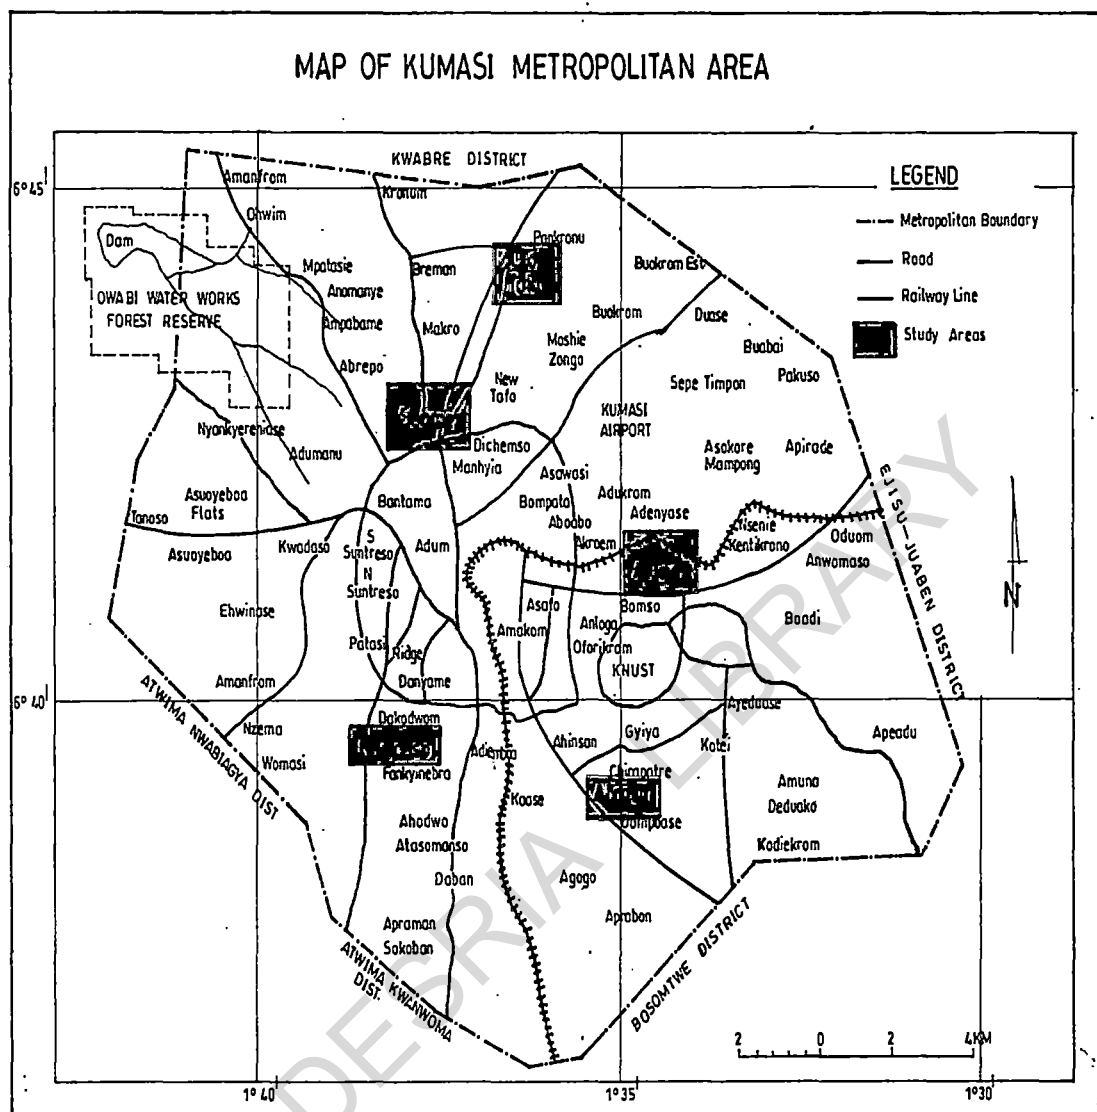 MAP OF KUMASI METROPOLITAN AREA
KWABRE DISTRICT
LEGEND
Metropolitan Boundary
Road
Railway Line
Study Areas
6°45'
Amanfrom
Kronum
Ohwim
Pankronu
Dam
Mpatasie
Breman
Buokrom Est
Anomanye
OWABI WATER WORKS
FOREST RESERVE
Ampabame
Makro
Buokrom
Duase
Moshie
Zongo
Buabai
Abrepo
Pakuso
Sepe Timpon
New
Tafo
KUMASI
AIRPORT
Nyankyereniase
Dichemso
Adumanu
Manhyia
Asokore
Mampong
Apirade
Asawasi
Asuoyeboa
Flats
Bantama
Bompata
Adukrom
Tanoso
Aboabo
Adenyase
Kentikrono
Oduom
Kwadaso
S
Suntreso
N
Suntreso
Adum
Akroem
Asuoyeboa
Anwomaso
EJISU-JUABEN DISTRICT
N
Ehwinase
Asafo
Bomso
Amakom
Anloga
Boadi
Patasi
Ridge
Oforikrom
KNUST
Amanfrom
Danyame
6°40'
Ayeduase
ATWIMA NWABIAGYA DIST
Nzema
Dakodwom
Womasi
Adiembra
Ahinsan
Gyiya
Kotei
Apeadu
Fankyinebra
Kaase
Amuna
Deduako
Ahodwo
Atasomanso
Kodiekrom
Daban
Agogo
Aprabon
Apraman
Sokoban
ATWIMA KWANWOMA
DIST.
BOSOMTWE DISTRICT
2 0 2 4KM
1°40'
1°35'
1°30'
DESRIA LIBRARY